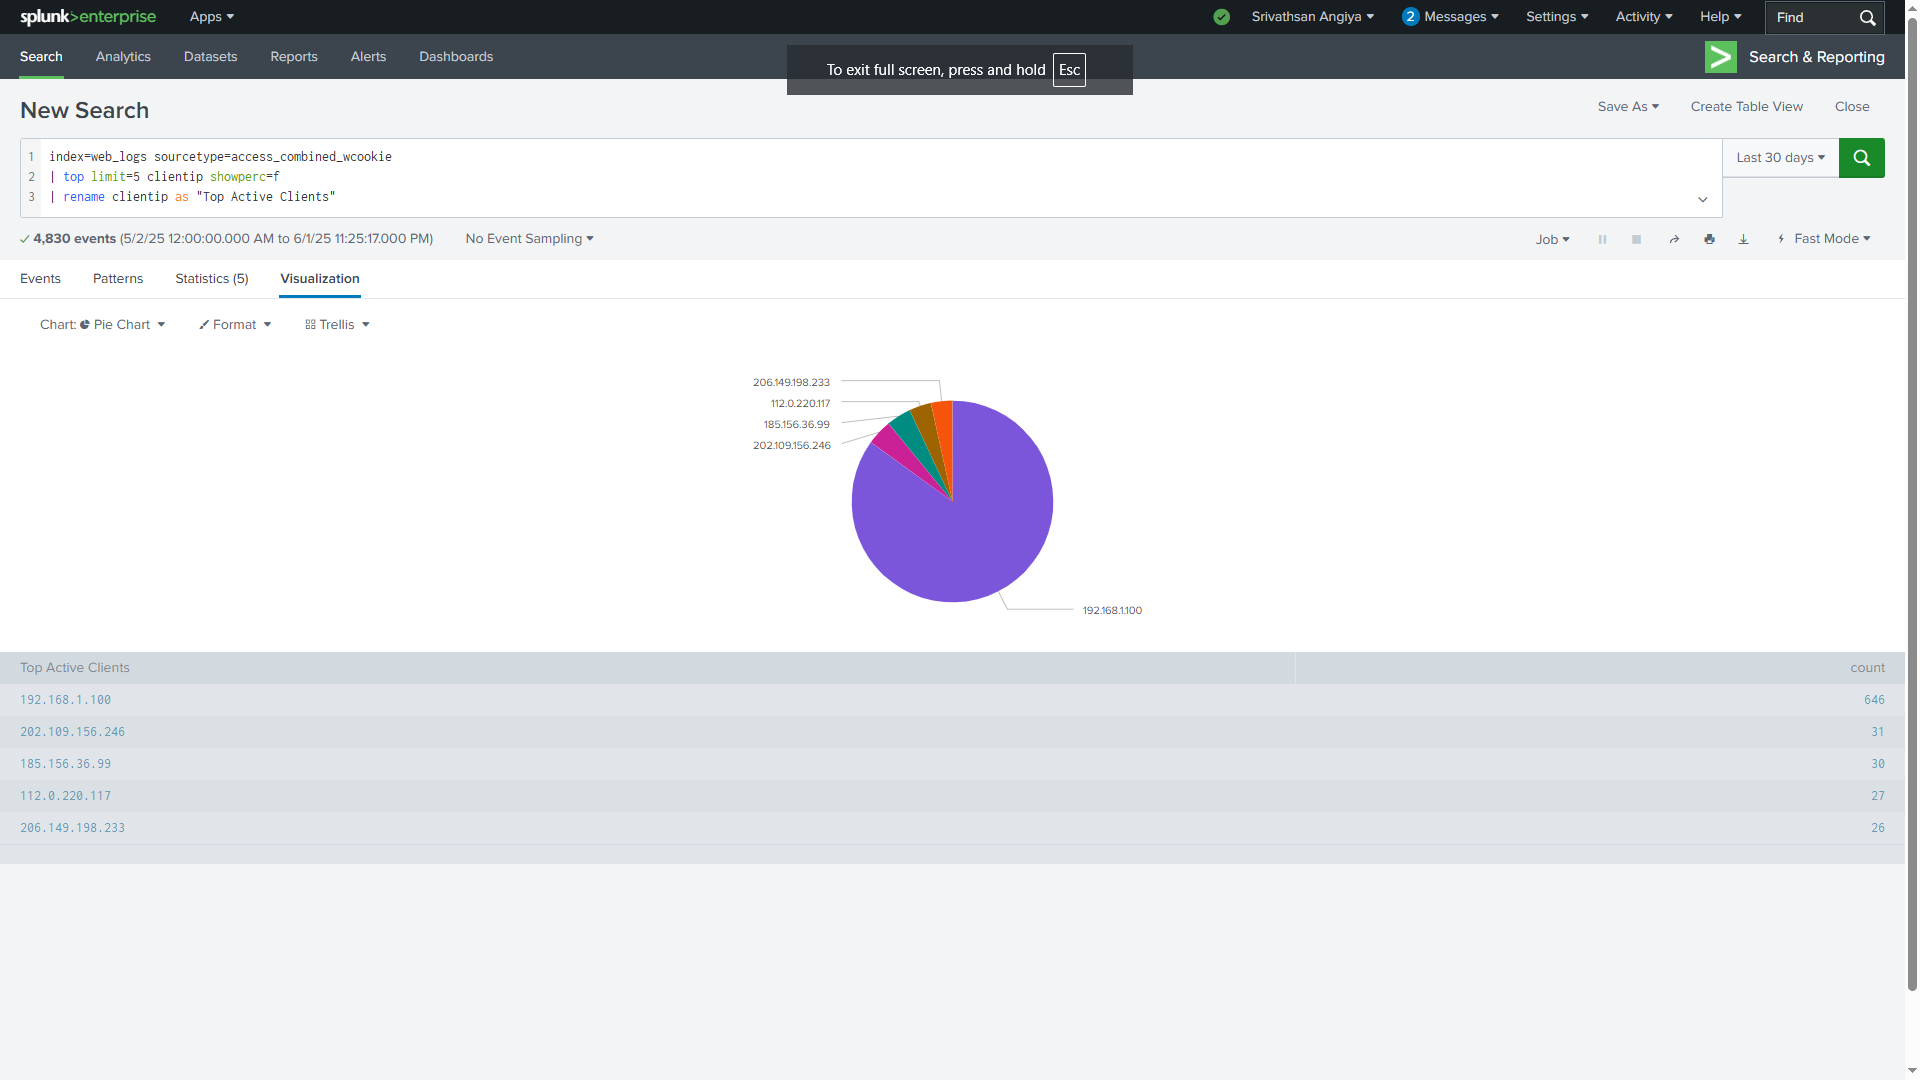 splunk>enterprise Apps Srivathsan Angiya 2 Messages Settings Activity Help Find
Search Analytics Datasets Reports Alerts Dashboards Search & Reporting
To exit full screen, press and hold Esc
New Search Save As Create Table View Close
1 index=web_logs sourcetype=access_combined_wcookie
2 | top limit=5 clientip showperc=f
3 | rename clientip as "Top Active Clients"
Last 30 days
4,830 events (5/2/25 12:00:00.000 AM to 6/1/25 11:25:17.000 PM) No Event Sampling Job Fast Mode
Events Patterns Statistics (5) Visualization
Chart: Pie Chart Format Trellis
206.149.198.233
112.0.220.117
185.156.36.99
202.109.156.246
192.168.1.100
Top Active Clients count
192.168.1.100 646
202.109.156.246 31
185.156.36.99 30
112.0.220.117 27
206.149.198.233 26